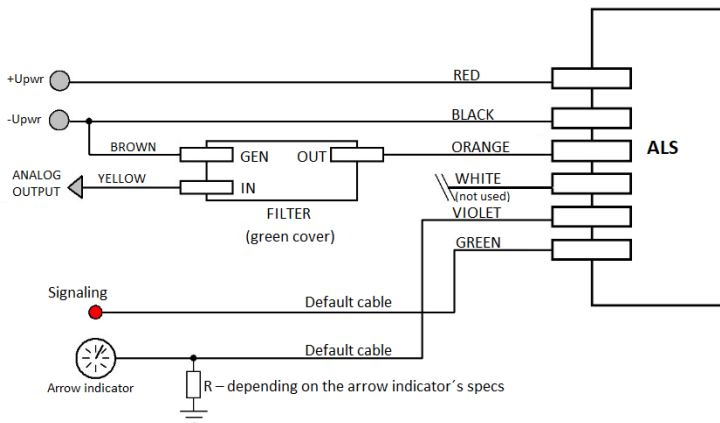 +Upwr
RED
-Upwr
BLACK
BROWN
GEN
OUT
ORANGE
ALS
ANALOG
OUTPUT
YELLOW
IN
WHITE
(not used)
FILTER
(green cover)
VIOLET
GREEN
Signaling
Default cable
Default cable
Arrow indicator
R – depending on the arrow indicator´s specs